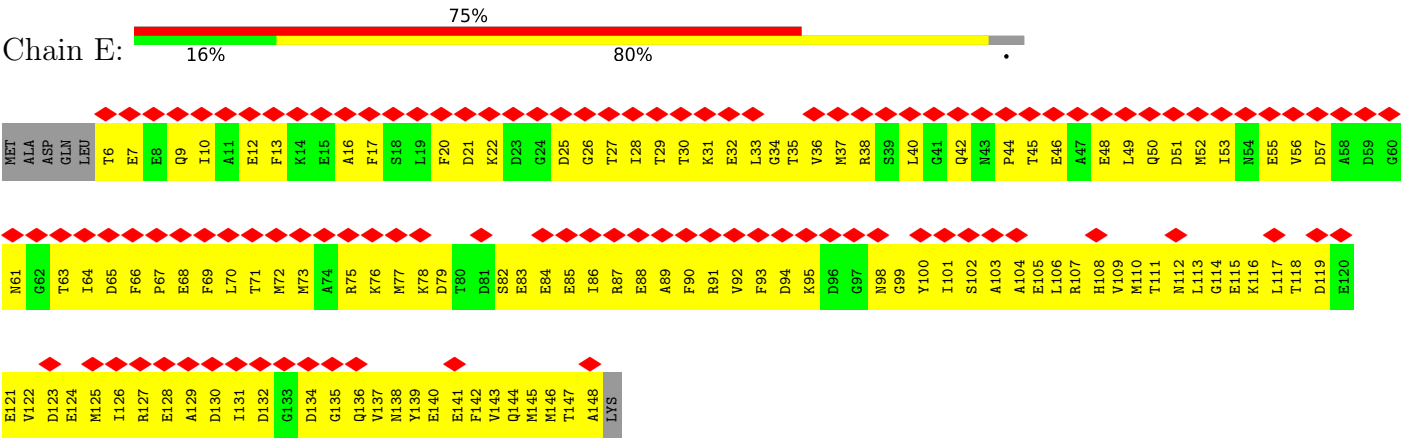 75%
Chain E:
16% 80% •
MET ALA ASP GLN LEU T6 E7 E8 Q9 I10 A11 E12 F13 K14 E15 A16 F17 S18 L19 F20 D21 K22 D23 G24 D25 G26 T27 I28 T29 T30 K31 E32 L33 G34 T35 V36 M37 R38 S39 L40 G41 Q42 N43 P44 T45 E46 A47 E48 L49 Q50 D51 M52 I53 N54 E55 V56 D57 A58 D59 G60
N61 G62 T63 I64 D65 F66 P67 E68 F69 L70 T71 M72 M73 A74 R75 K76 M77 K78 D79 T80 D81 S82 E83 E84 E85 I86 R87 E88 A89 F90 R91 V92 F93 D94 K95 D96 G97 N98 G99 Y100 I101 S102 A103 A104 E105 L106 R107 H108 V109 M110 T111 N112 L113 G114 E115 K116 L117 T118 D119 E120
E121 V122 D123 E124 M125 I126 R127 E128 A129 D130 I131 D132 G133 D134 G135 Q136 V137 N138 Y139 E140 E141 F142 V143 Q144 M145 M146 T147 A148 LYS